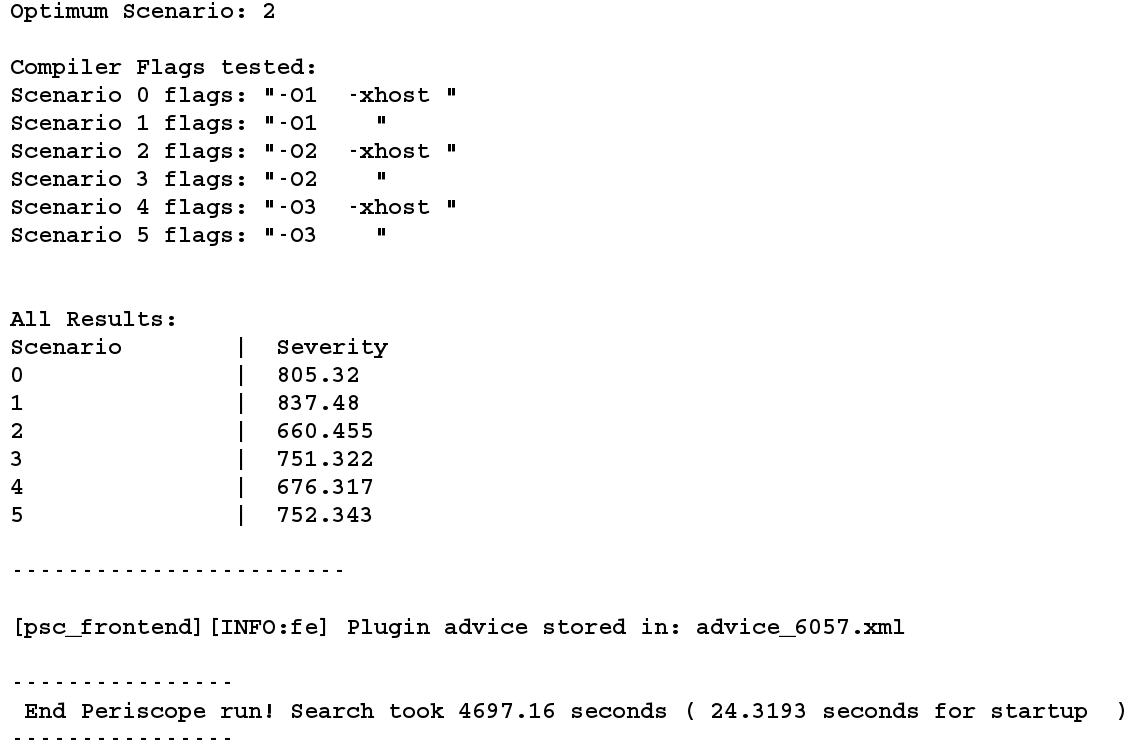 Optimum Scenario: 2
Compiler Flags tested:
Scenario 0 flags: "-O1  -xhost "
Scenario 1 flags: "-O1    "
Scenario 2 flags: "-O2  -xhost "
Scenario 3 flags: "-O2    "
Scenario 4 flags: "-O3  -xhost "
Scenario 5 flags: "-O3    "
All Results:
Scenario        |  Severity
0               |  805.32
1               |  837.48
2               |  660.455
3               |  751.322
4               |  676.317
5               |  752.343
------------------------
[psc_frontend][INFO:fe] Plugin advice stored in: advice_6057.xml
----------------
End Periscope run! Search took 4697.16 seconds ( 24.3193 seconds for startup  )
----------------